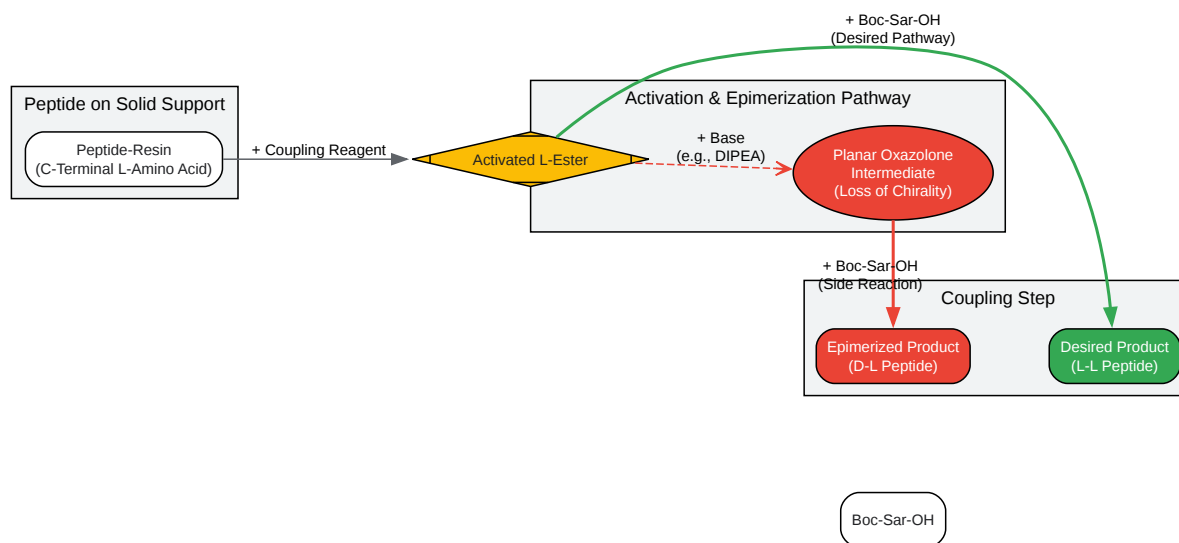 + Boc-Sar-OH
(Desired Pathway)
Peptide on Solid Support
Activation & Epimerization Pathway
Peptide-Resin
(C-Terminal L-Amino Acid)
+ Coupling Reagent
Activated L-Ester
+ Base
(e.g., DIPEA)
Planar Oxazolone
Intermediate
(Loss of Chirality)
+ Boc-Sar-OH
(Side Reaction)
Coupling Step
Epimerized Product
(D-L Peptide)
Desired Product
(L-L Peptide)
Boc-Sar-OH